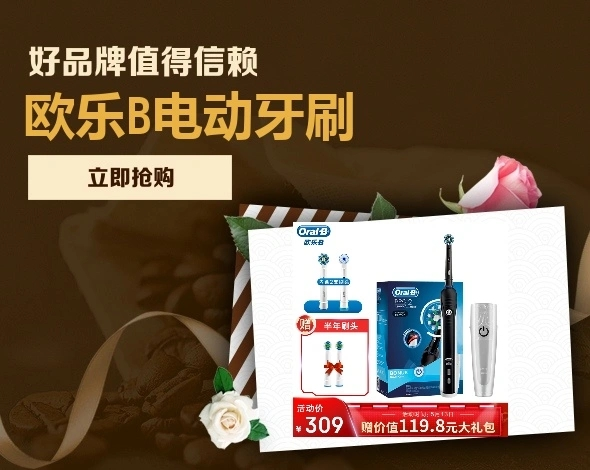 好品牌值得信赖
欧乐B电动牙刷
立即抢购
Oral-B
欧乐B
赠
半年刷头
Oral-B
活动价
¥309
赠价值119.8元大礼包